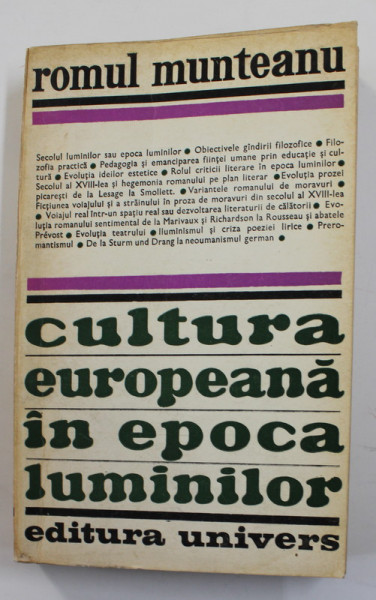 romul munteanu
Secolul luminilor sau epoca luminilor ● Obiectivele gîndirii filozofice ● Filo-
zofia practică ● Pedagogia și emanciparea ființei umane prin educație și cul-
tură ● Evoluția ideilor estetice ● Rolul criticii literare în epoca luminilor ●
Secolul al XVIII-lea și hegemonia romanului pe plan literar ● Evoluția prozei
picarești de la Lesage la Smollett. ● Variantele romanului de moravuri ●
Ficțiunea voiajului și a străinului în proza de moravuri din secolul al XVIII-lea
● Voiajul real într-un spațiu real sau dezvoltarea literaturii de călătorii ● Evo-
luția romanului sentimental de la Marivaux și Richardson la Rousseau și abatele
Prévost ● Evoluția teatrului ● Iluminismul și criza poeziei lirice ● Prero-
mantismul ● De la Sturm und Drang la neoumanismul german ●
cultura
europeană
în epoca
luminilor
editura univers